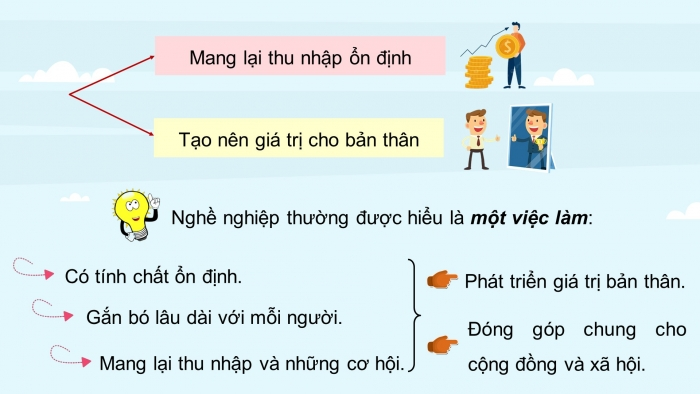 Mang lại thu nhập ổn định
Tạo nên giá trị cho bản thân
Nghề nghiệp thường được hiểu là một việc làm:
Có tính chất ổn định.
Gắn bó lâu dài với mỗi người.
Mang lại thu nhập và những cơ hội.
Phát triển giá trị bản thân.
Đóng góp chung cho
cộng đồng và xã hội.